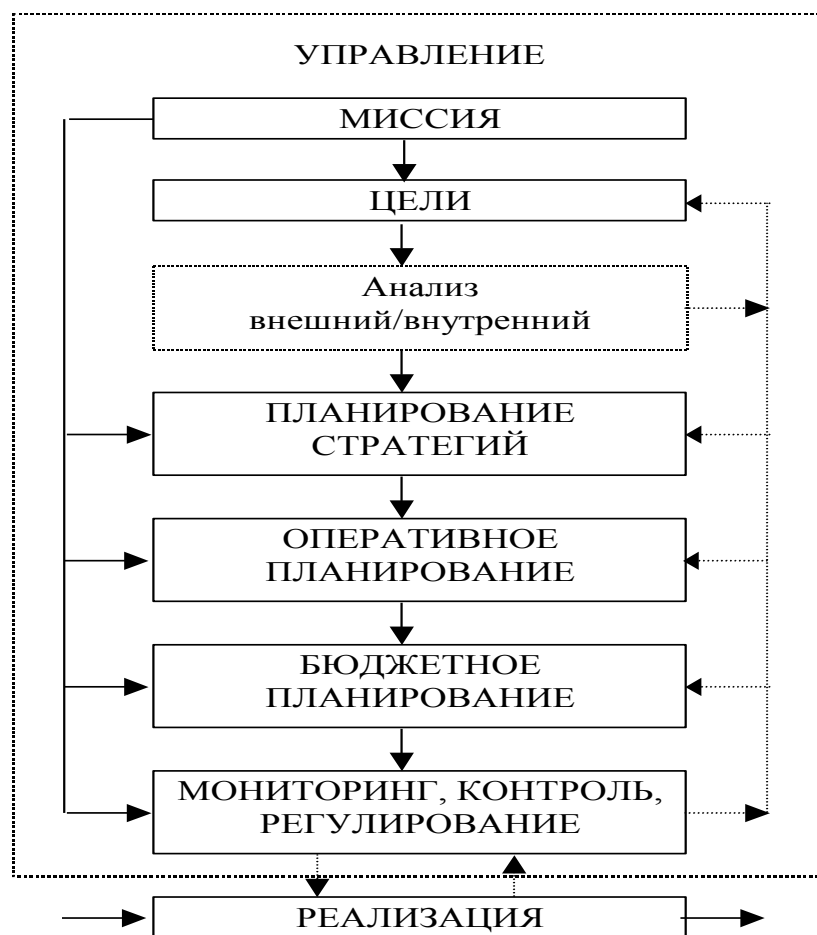 УПРАВЛЕНИЕ
МИССИЯ
ЦЕЛИ
Анализ
внешний/внутренний
ПЛАНИРОВАНИЕ
СТРАТЕГИЙ
ОПЕРАТИВНОЕ
ПЛАНИРОВАНИЕ
БЮДЖЕТНОЕ
ПЛАНИРОВАНИЕ
МОНИТОРИНГ, КОНТРОЛЬ,
РЕГУЛИРОВАНИЕ
РЕАЛИЗАЦИЯ